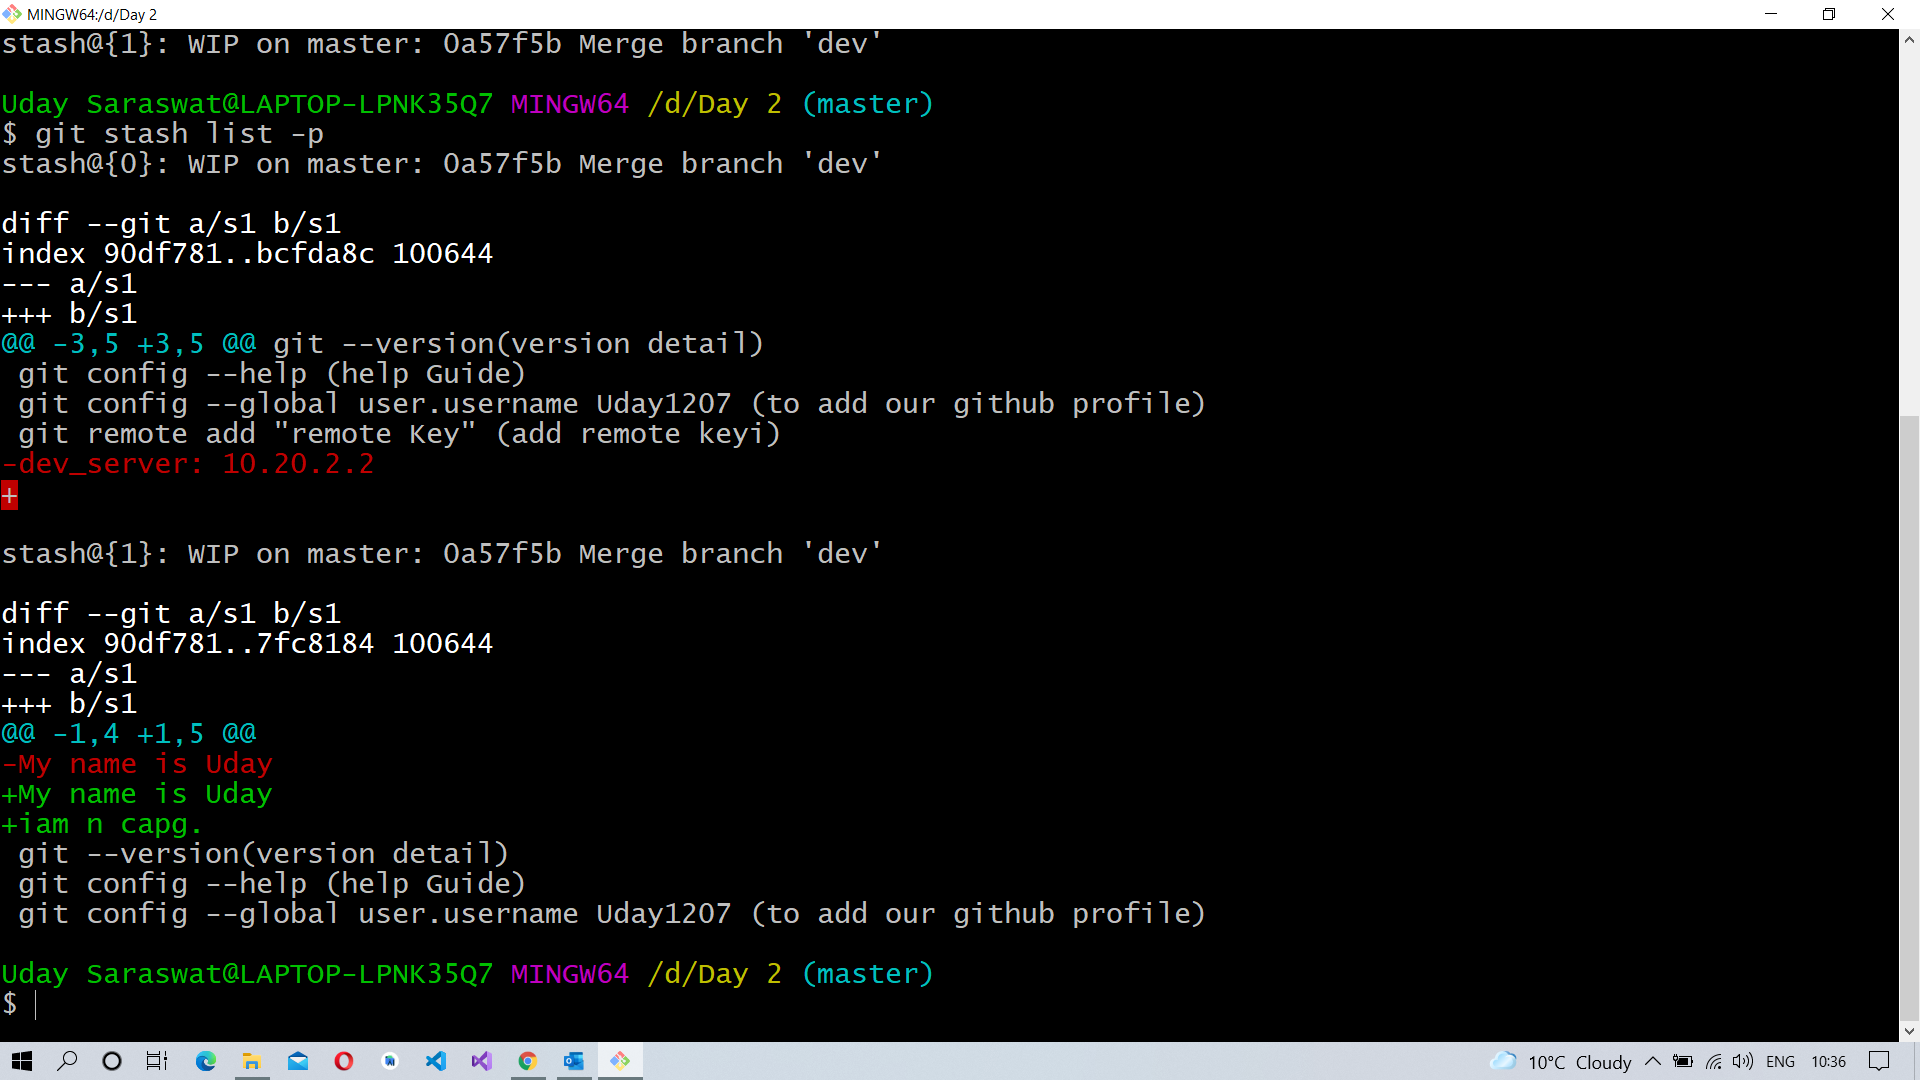 MINGW64:/d/Day 2
stash@{1}: WIP on master: 0a57f5b Merge branch 'dev'
Uday Saraswat@LAPTOP-LPNK35Q7 MINGW64 /d/Day 2 (master)
$ git stash list -p
stash@{0}: WIP on master: 0a57f5b Merge branch 'dev'
diff --git a/s1 b/s1
index 90df781..bcfda8c 100644
--- a/s1
+++ b/s1
@@ -3,5 +3,5 @@ git --version(version detail)
 git config --help (help Guide)
 git config --global user.username Uday1207 (to add our github profile)
 git remote add "remote Key" (add remote keyi)
-dev_server: 10.20.2.2
+
stash@{1}: WIP on master: 0a57f5b Merge branch 'dev'
diff --git a/s1 b/s1
index 90df781..7fc8184 100644
--- a/s1
+++ b/s1
@@ -1,4 +1,5 @@
-My name is Uday
+My name is Uday
+iam n capg.
 git --version(version detail)
 git config --help (help Guide)
 git config --global user.username Uday1207 (to add our github profile)
Uday Saraswat@LAPTOP-LPNK35Q7 MINGW64 /d/Day 2 (master)
$
10°C Cloudy ENG 10:36